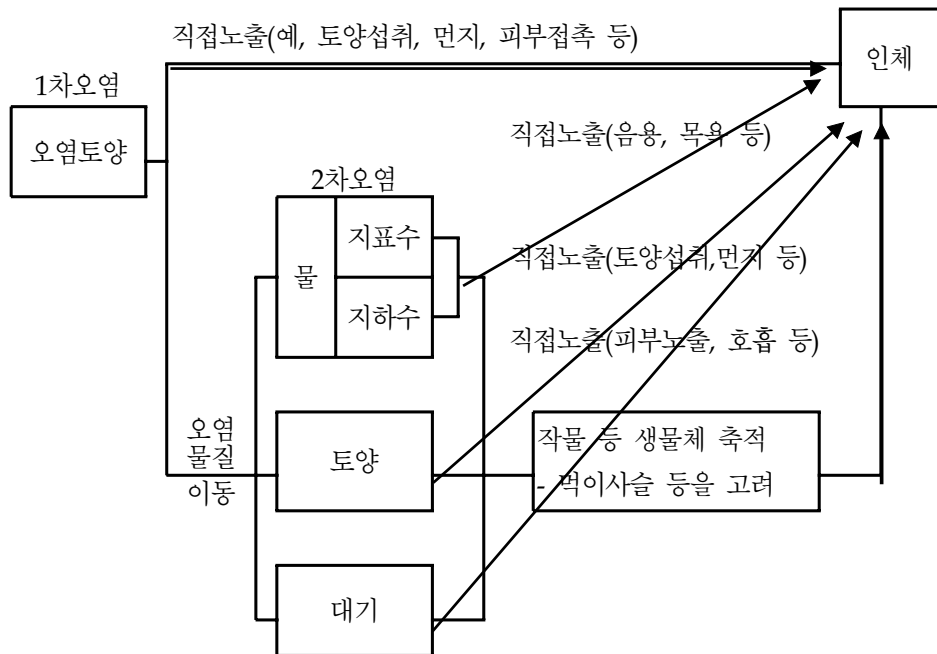 직접노출(예, 토양섭취, 먼지, 피부접촉 등)
인체
1차오염
오염토양
직접노출(음용, 목욕 등)
2차오염
물
지표수
지하수
직접노출(토양섭취,먼지 등)
직접노출(피부노출, 호흡 등)
오염
물질
이동
토양
작물 등 생물체 축적
- 먹이사슬 등을 고려
대기